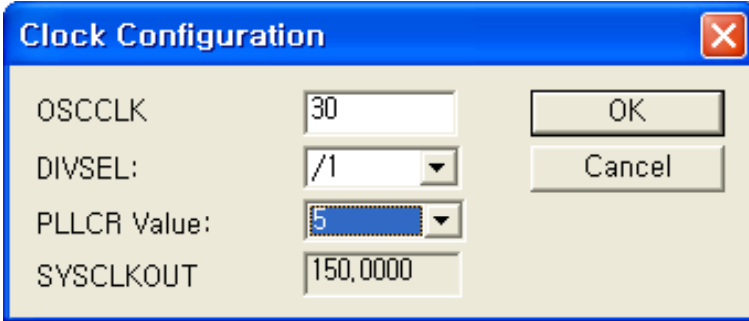 Clock Configuration
OSCCLK 30 OK
DIVSEL: /1 Cancel
PLLCR Value: 5
SYSCLKOUT 150,0000